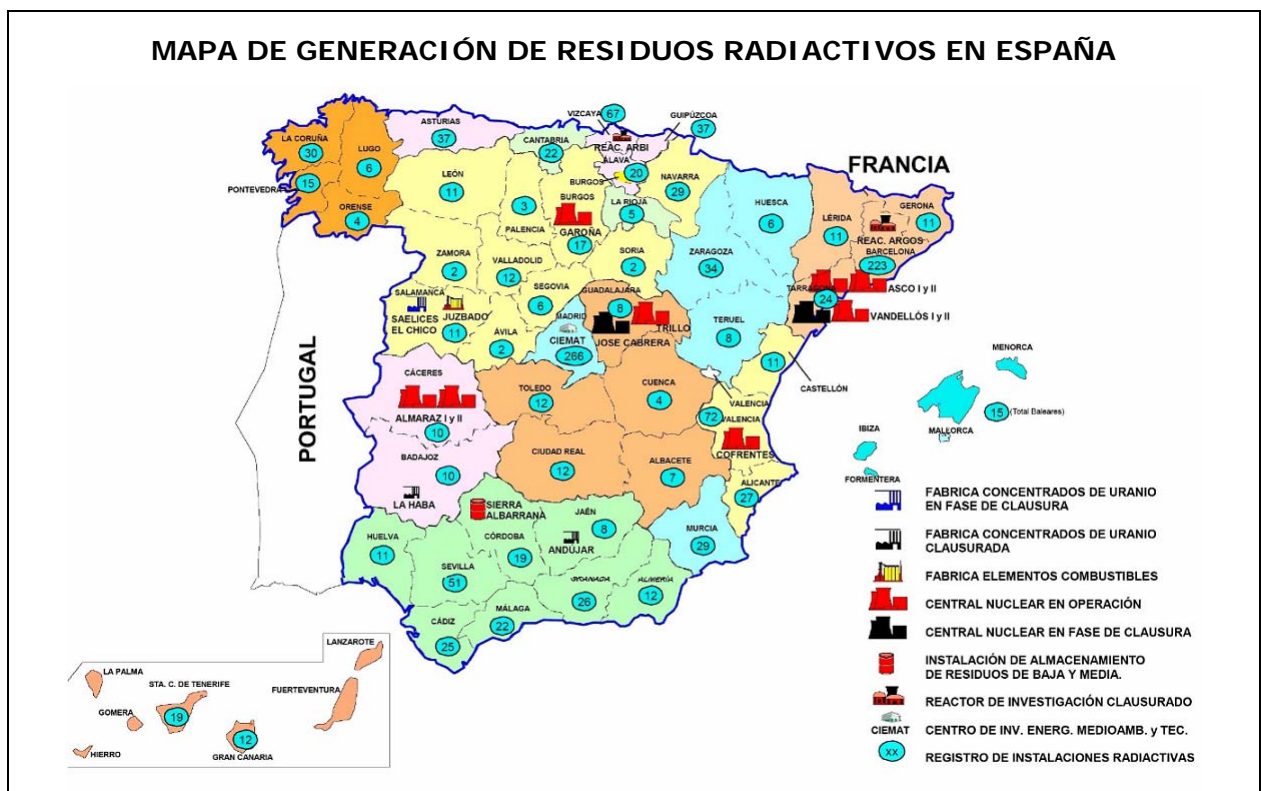 MAPA DE GENERACIÓN DE RESIDUOS RADIACTIVOS EN ESPAÑA
VIZCAYA
67
GUIPÚZCOA
37
ASTURIAS
37
CANTABRIA
22
REAC. ARBI
ALAVA
20
LA CORUÑA
30
LUGO
6
PONTEVEDRA
15
ORENSE
4
FRANCIA
LEÓN
11
3
PALENCIA
BURGOS
BURGOS
GAROÑA
17
LA RIOJA
5
NAVARRA
29
HUESCA
6
LÉRIDA
11
GERONA
11
REAC. ARGOS
BARCELONA
223
ZAMORA
2
VALLADOLID
12
SORIA
2
ZARAGOZA
34
TARRAGONA
24
ASCO I y II
VANDELLÓS I y II
SALAMANCA
SAELICES
EL CHICO
JUZBADO
11
SEGOVIA
6
ÁVILA
2
MADRID
CIEMAT
266
GUADALAJARA
8
TRILLO
JOSE CABRERA
TERUEL
8
11
CASTELLÓN
MENORCA
15
(Total Baleares)
MALLORCA
IBIZA
FORMENTERA
PORTUGAL
CÁCERES
ALMARAZ I y II
10
TOLEDO
12
CUENCA
4
VALENCIA
72
VALENCIA
COFRENTES
BADAJOZ
10
LA HABA
CIUDAD REAL
12
ALBACETE
7
ALICANTE
27
SIERRA
ALBARRANA
JAÉN
8
ANDÚJAR
MURCIA
29
HUELVA
11
SEVILLA
51
CÓRDOBA
19
GRANADA
26
ALMERÍA
12
CÁDIZ
25
MÁLAGA
22
LANZAROTE
LA PALMA
STA. C. DE TENERIFE
19
FUERTEVENTURA
GOMERA
HIERRO
12
GRAN CANARIA
FABRICA CONCENTRADOS DE URANIO
EN FASE DE CLAUSURA
FABRICA CONCENTRADOS DE URANIO
CLAUSURADA
FABRICA ELEMENTOS COMBUSTIBLES
CENTRAL NUCLEAR EN OPERACIÓN
CENTRAL NUCLEAR EN FASE DE CLAUSURA
INSTALACIÓN DE ALMACENAMIENTO
DE RESIDUOS DE BAJA Y MEDIA.
REACTOR DE INVESTIGACIÓN CLAUSURADO
CIEMAT CENTRO DE INV. ENERG. MEDIOAMB. y TEC.
xx REGISTRO DE INSTALACIONES RADIACTIVAS